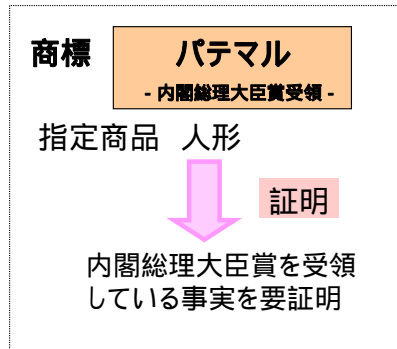 商標
パテマル
- 内閣総理大臣賞受領 -
指定商品 人形
証明
内閣総理大臣賞を受領
している事実を要証明